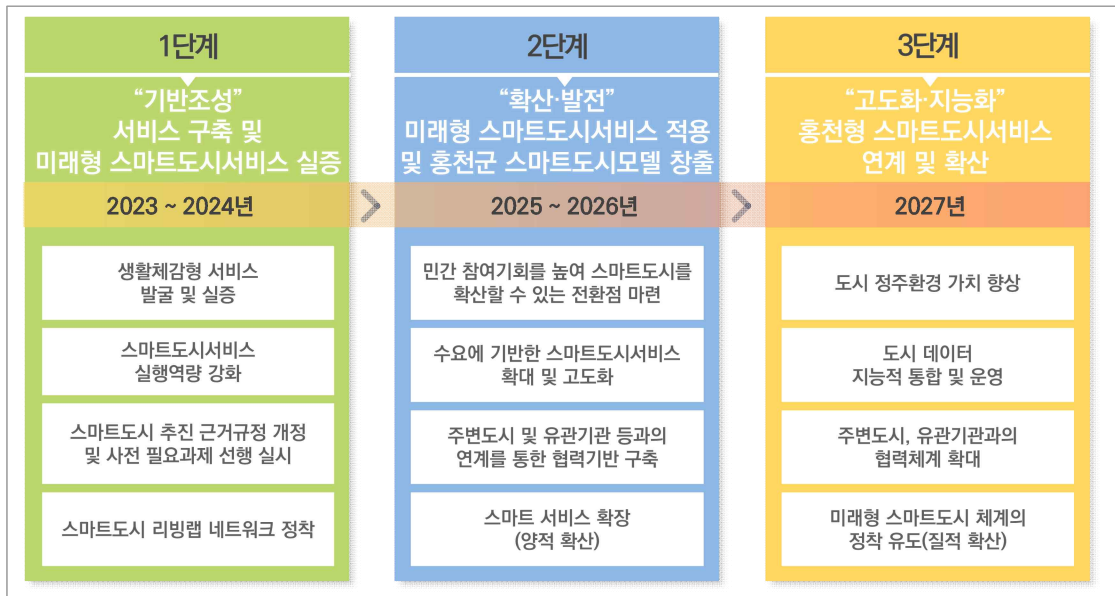 1단계
“기반조성”
서비스 구축 및
미래형 스마트도시서비스 실증
2023 ~ 2024년
생활체감형 서비스
발굴 및 실증
스마트도시서비스
실행역량 강화
스마트도시 추진 근거규정 개정
및 사전 필요과제 선행 실시
스마트도시 리빙랩 네트워크 정착
2단계
“확산·발전”
미래형 스마트도시서비스 적용
및 홍천군 스마트도시모델 창출
2025 ~ 2026년
민간 참여기회를 높여 스마트도시를
확산할 수 있는 전환점 마련
수요에 기반한 스마트도시서비스
확대 및 고도화
주변도시 및 유관기관 등과의
연계를 통한 협력기반 구축
스마트 서비스 확장
(양적 확산)
3단계
“고도화·지능화”
홍천형 스마트도시서비스
연계 및 확산
2027년
도시 정주환경 가치 향상
도시 데이터
지능적 통합 및 운영
주변도시, 유관기관과의
협력체계 확대
미래형 스마트도시 체계의
정착 유도(질적 확산)